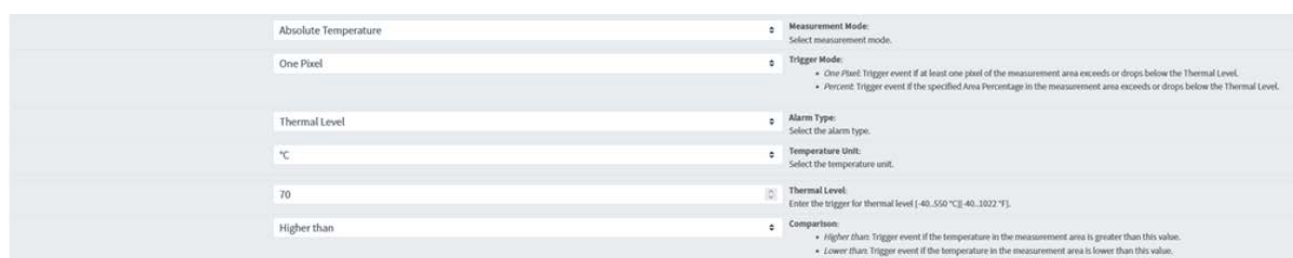 Absolute Temperature
Measurement Mode:
Select measurement mode.
One Pixel
Trigger Mode:
• One Pixel: Trigger event if at least one pixel of the measurement area exceeds or drops below the Thermal Level.
• Percent: Trigger event if the specified Area Percentage in the measurement area exceeds or drops below the Thermal Level.
Thermal Level
Alarm Type:
Select the alarm type.
°C
Temperature Unit:
Select the temperature unit.
70
Thermal Level:
Enter the trigger for thermal level [-40..550 °C][-40..1022 °F].
Higher than
Comparison:
• Higher than: Trigger event if the temperature in the measurement area is greater than this value.
• Lower than: Trigger event if the temperature in the measurement area is lower than this value.